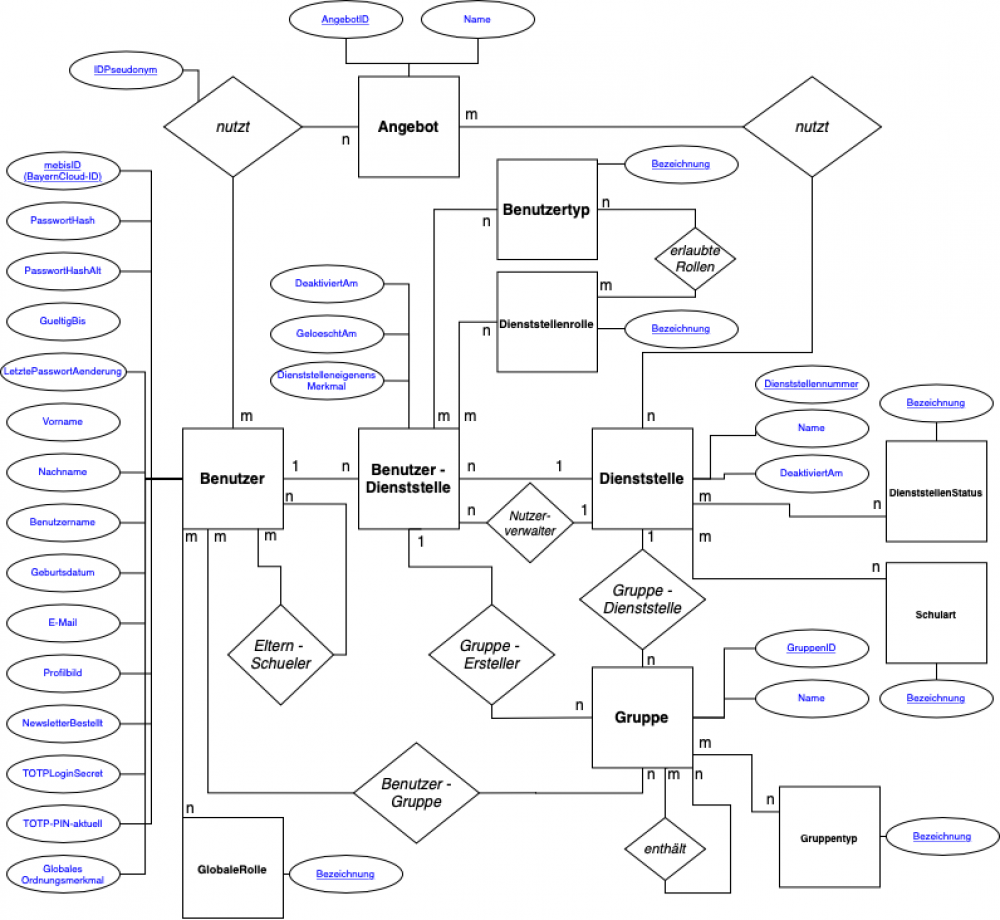 AngebotID
Name
IDPseudonym
nutzt
n
Angebot
m
nutzt
mebisID
(BayernCloud-ID)
PasswortHash
PasswortHashAlt
GueltigBis
LetztePasswortAenderung
Vorname
Nachname
Benutzername
Geburtsdatum
E-Mail
Profilbild
NewsletterBestellt
TOTPLoginSecret
TOTP-PIN-aktuell
Globales
Ordnungsmerkmal
Bezeichnung
Benutzertyp
n
n
erlaubte
Rollen
m
Dienststellenrolle
n
Bezeichnung
DeaktiviertAm
GeloeschtAm
Dienststelleneigenens
Merkmal
m
m
m
n
Dienststellennummer
Name
DeaktiviertAm
Bezeichnung
Benutzer
1
n
Benutzer -
Dienststelle
n
1
Dienststelle
DienststellenStatus
m
n
n
n
Nutzer-
verwalter
1
m
m
m
1
1
m
n
Schulart
Bezeichnung
Eltern -
Schueler
Gruppe -
Ersteller
Gruppe -
Dienststelle
n
n
Gruppe
GruppenID
Name
m
n
m
n
n
Benutzer -
Gruppe
enthält
Gruppentyp
Bezeichnung
n
GlobaleRolle
Bezeichnung